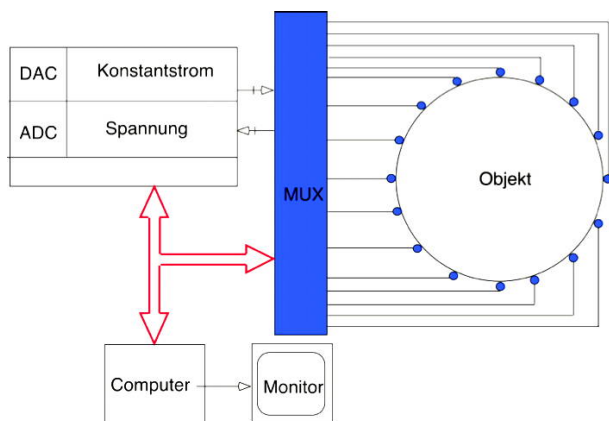 DAC Konstantstrom
ADC Spannung
MUX
Objekt
Computer
Monitor